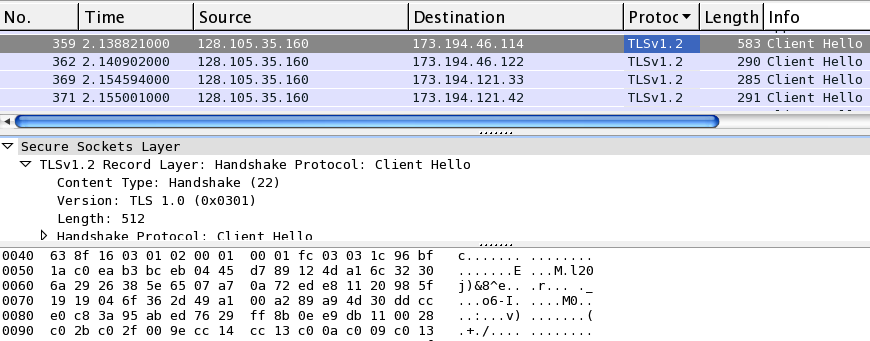 No. Time Source Destination Protoc Length Info
359 2.138821000 128.105.35.160 173.194.46.114 TLSv1.2 583 Client Hello
362 2.140902000 128.105.35.160 173.194.46.122 TLSv1.2 290 Client Hello
369 2.154594000 128.105.35.160 173.194.121.33 TLSv1.2 285 Client Hello
371 2.155001000 128.105.35.160 173.194.121.42 TLSv1.2 291 Client Hello
Secure Sockets Layer
TLSv1.2 Record Layer: Handshake Protocol: Client Hello
Content Type: Handshake (22)
Version: TLS 1.0 (0x0301)
Length: 512
Handshake Protocol: Client Hello
0040 63 8f 16 03 01 02 00 01 00 01 fc 03 03 1c 96 bf c....... ........
0050 1a c0 ea b3 bc eb 04 45 d7 89 12 4d a1 6c 32 30 .......E ...M.l20
0060 6a 29 26 38 5e 65 07 a7 0a 72 ed e8 11 20 98 5f j)&8^e.. .r... ._
0070 19 19 04 6f 36 2d 49 a1 00 a2 89 a9 4d 30 dd cc ...o6-I. ....M0..
0080 e0 c8 3a 95 ab ed 76 29 ff 8b 0e e9 db 11 00 28 ..:...v) .......(
0090 c0 2b c0 2f 00 9e cc 14 cc 13 c0 0a c0 09 c0 13 .+./.... ........